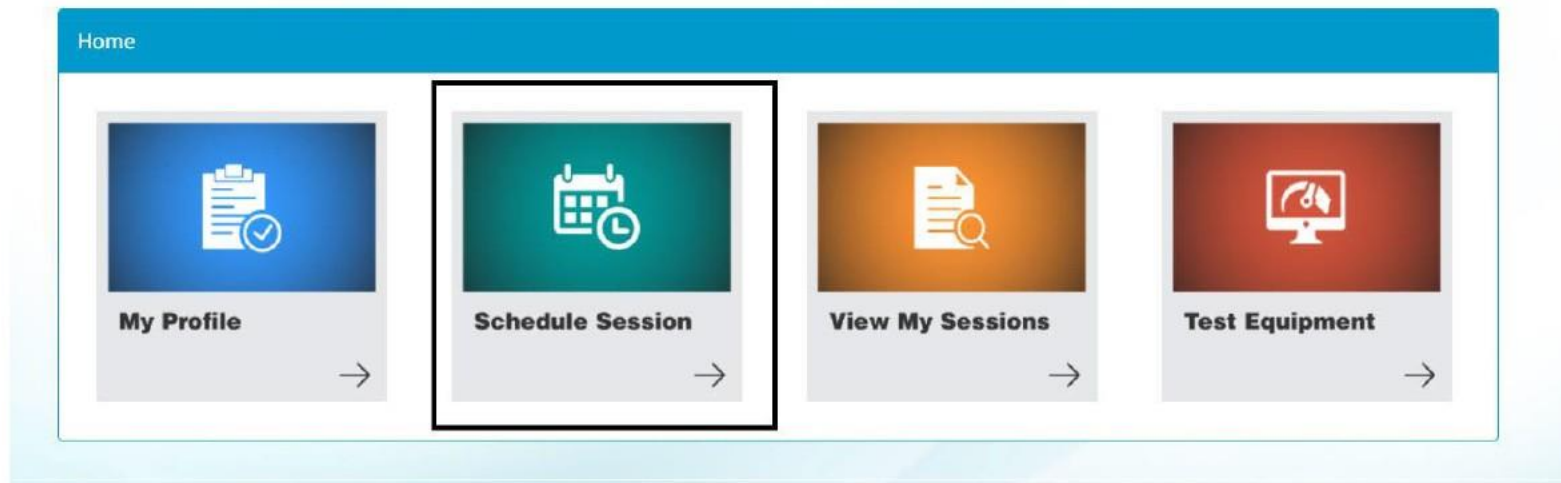 Home
My Profile
Schedule Session
View My Sessions
Test Equipment